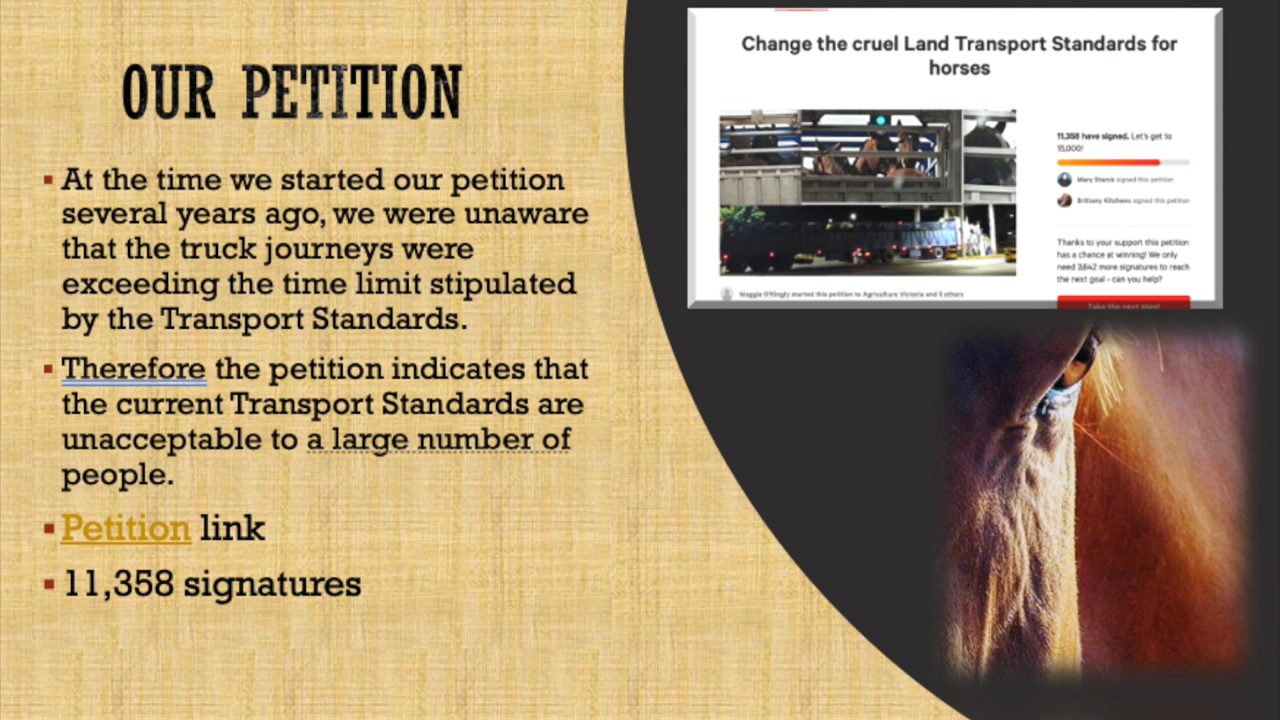 OUR PETITION
▪ At the time we started our petition
several years ago, we were unaware
that the truck journeys were
exceeding the time limit stipulated
by the Transport Standards.
▪ Therefore the petition indicates that
the current Transport Standards are
unacceptable to a large number of
people.
▪ Petition link
▪ 11,358 signatures
Change the cruel Land Transport Standards for
horses
11,358 have signed. Let's get to
15,000!
Mary Starck signed this petition
Brittany Kitchens signed this petition
Thanks to your support this petition
has a chance at winning! We only
need 3,642 more signatures to reach
the next goal - can you help?
Take the next step!
Maggie O'Kingly started this petition to Agriculture Victoria and 5 others